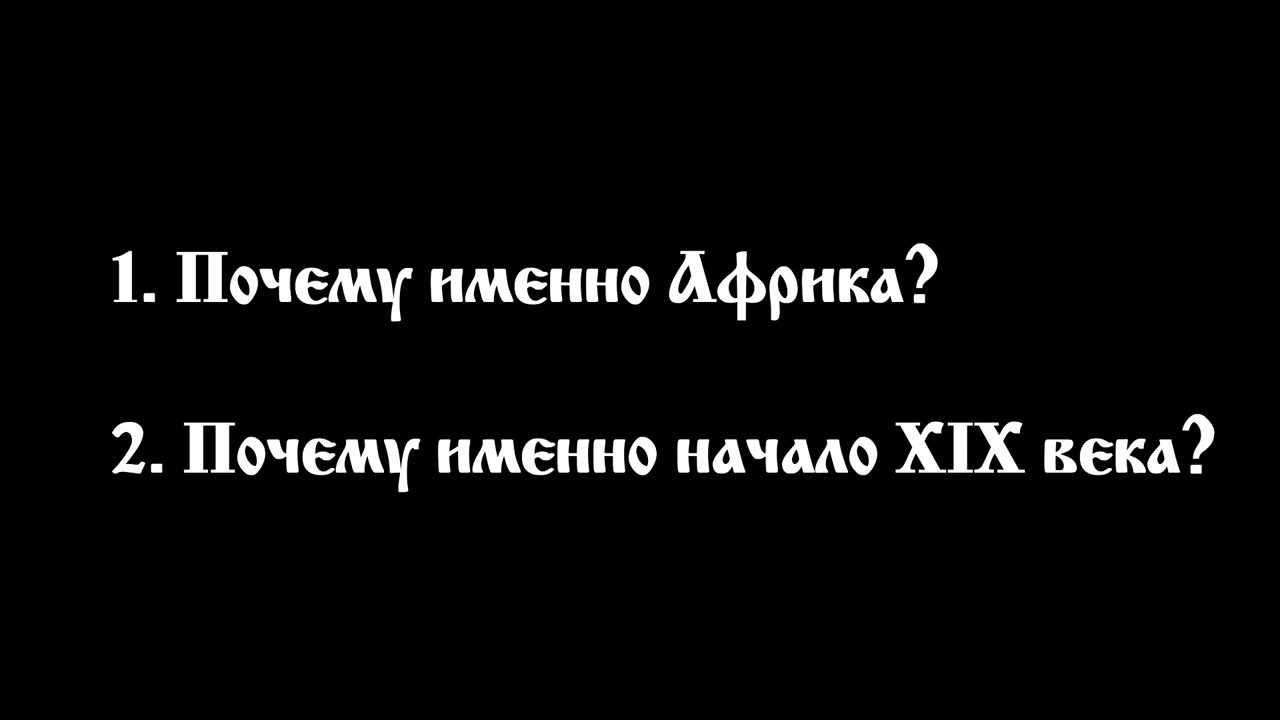 1. Почему именно Африка?
2. Почему именно начало XIX века?